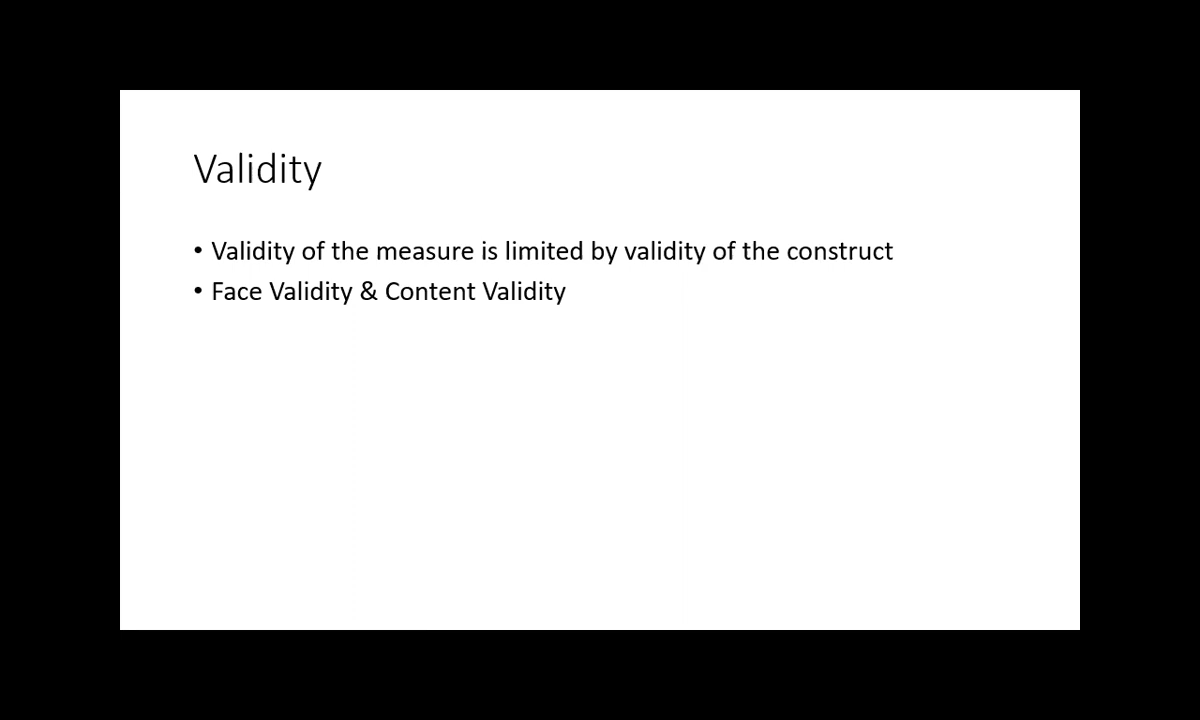 Validity
• Validity of the measure is limited by validity of the construct
• Face Validity & Content Validity